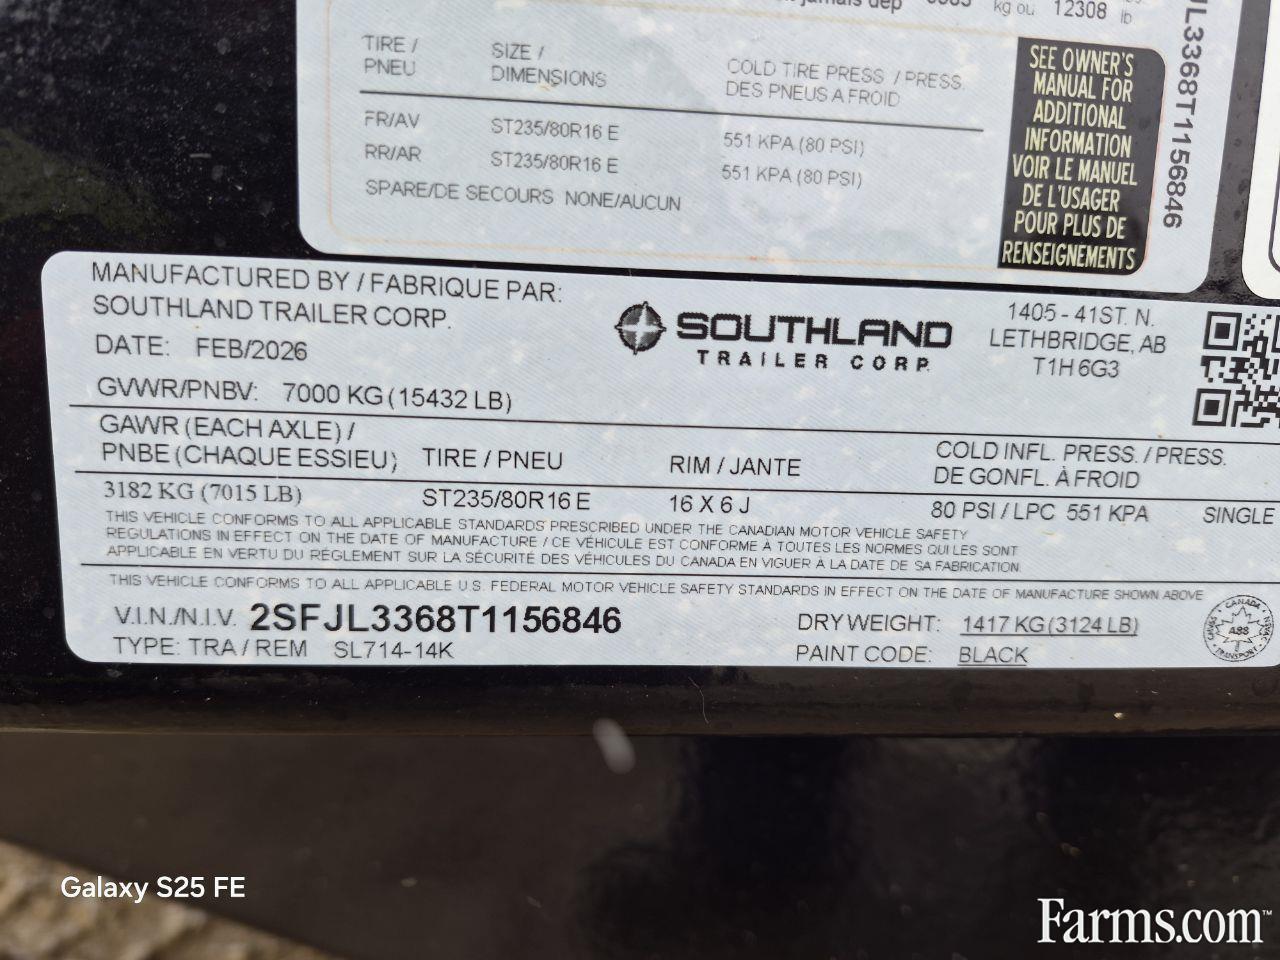 kg ou 12308 lb
TIRE / PNEU SIZE / DIMENSIONS COLD TIRE PRESS / PRESS. DES PNEUS A FROID
FR/AV ST235/80R16 E 551 KPA (80 PSI)
RR/AR ST235/80R16 E 551 KPA (80 PSI)
SPARE/DE SECOURS NONE/AUCUN
SEE OWNER'S
MANUAL FOR
ADDITIONAL
INFORMATION
VOIR LE MANUEL
DE L'USAGER
POUR PLUS DE
RENSEIGNEMENTS
JL3368T1156846
MANUFACTURED BY / FABRIQUE PAR:
SOUTHLAND TRAILER CORP.
DATE: FEB/2026
GVWR/PNBV: 7000 KG (15432 LB)
SOUTHLAND
TRAILER CORP.
1405 - 41ST. N.
LETHBRIDGE, AB
T1H 6G3
GAWR (EACH AXLE) /
PNBE (CHAQUE ESSIEU) TIRE / PNEU RIM / JANTE COLD INFL. PRESS. / PRESS.
DE GONFL. À FROID
3182 KG (7015 LB) ST235/80R16 E 16 X 6 J 80 PSI / LPC 551 KPA SINGLE
THIS VEHICLE CONFORMS TO ALL APPLICABLE STANDARDS PRESCRIBED UNDER THE CANADIAN MOTOR VEHICLE SAFETY
REGULATIONS IN EFFECT ON THE DATE OF MANUFACTURE / CE VÉHICULE EST CONFORME À TOUTES LES NORMES QUI LES SONT
APPLICABLE EN VERTU DU RÉGLEMENT SUR LA SÉCURITÉ DES VÉHICULES DU CANADA EN VIGUER À LA DATE DE SA FABRICATION.
THIS VEHICLE CONFORMS TO ALL APPLICABLE U.S. FEDERAL MOTOR VEHICLE SAFETY STANDARDS IN EFFECT ON THE DATE OF MANUFACTURE SHOWN ABOVE
V.I.N./N.I.V. 2SFJL3368T1156846 DRY WEIGHT: 1417 KG (3124 LB)
TYPE: TRA / REM SL714-14K PAINT CODE: BLACK
CANADA
A88
TRANSPORT
Galaxy S25 FE
Farms.com™